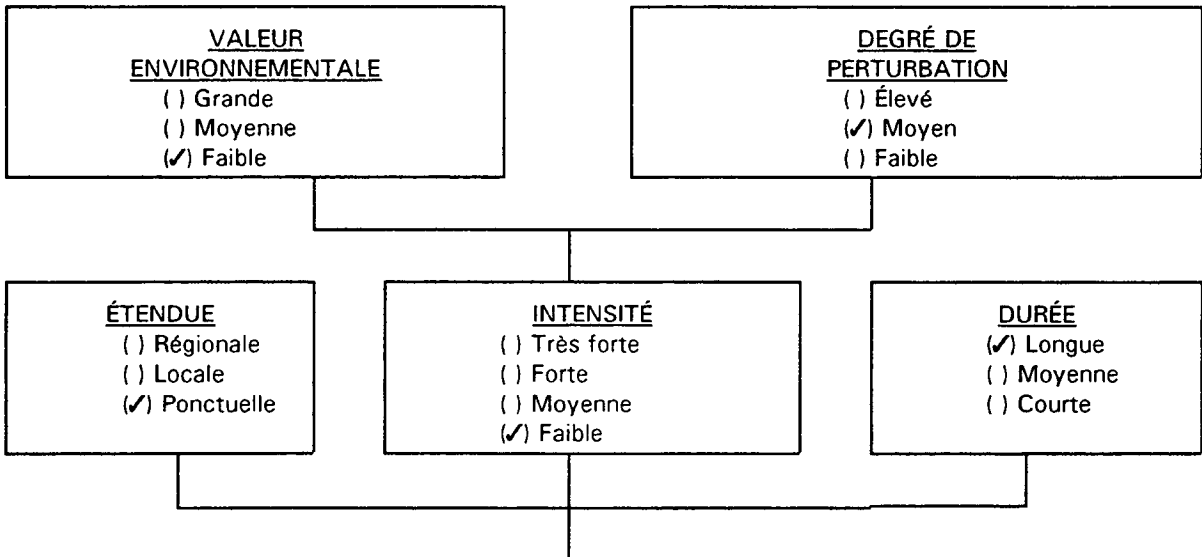 VALEUR
ENVIRONNEMENTALE
( ) Grande
( ) Moyenne
(✓) Faible
DEGRÉ DE
PERTURBATION
( ) Élevé
(✓) Moyen
( ) Faible
ÉTENDUE
( ) Régionale
( ) Locale
(✓) Ponctuelle
INTENSITÉ
( ) Très forte
( ) Forte
( ) Moyenne
(✓) Faible
DURÉE
(✓) Longue
( ) Moyenne
( ) Courte